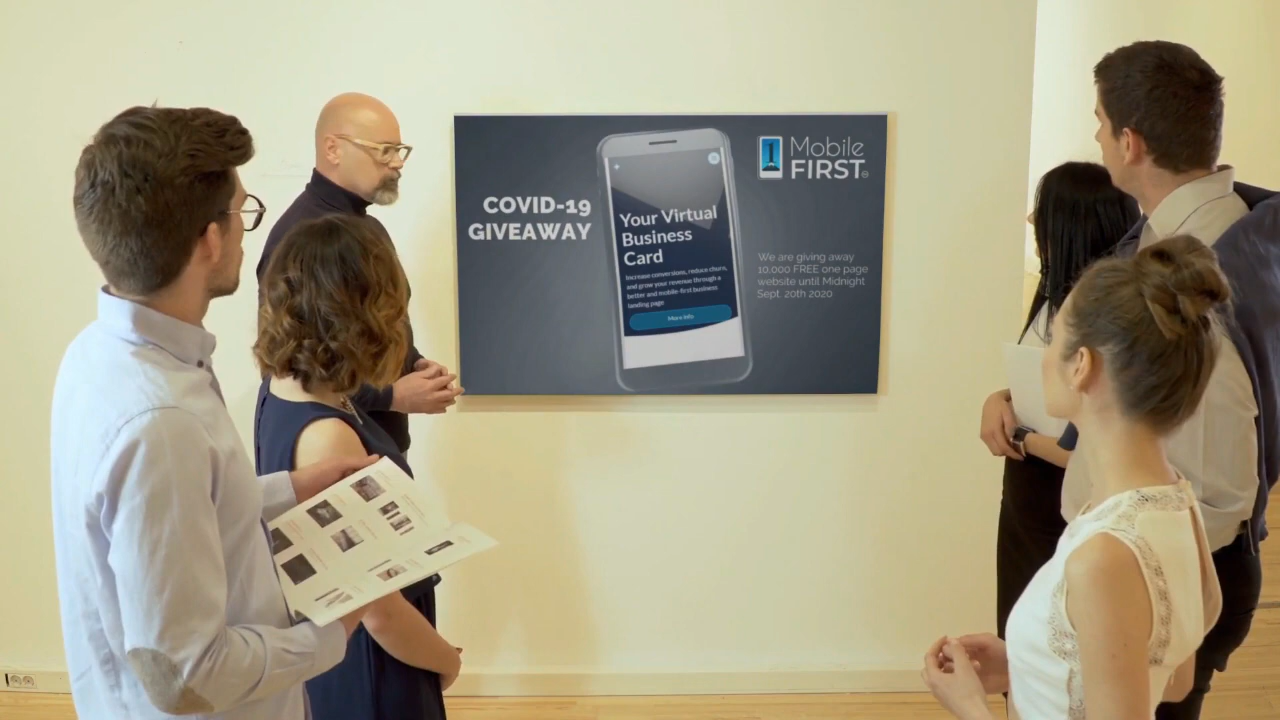 COVID-19
GIVEAWAY
Your Virtual
Business
Card
Increase conversions, reduce churn,
and grow your revenue through a
better and mobile-first business
landing page
More Info
Mobile
FIRST
We are giving away
10,000 FREE one page
website until Midnight
Sept. 20th 2020